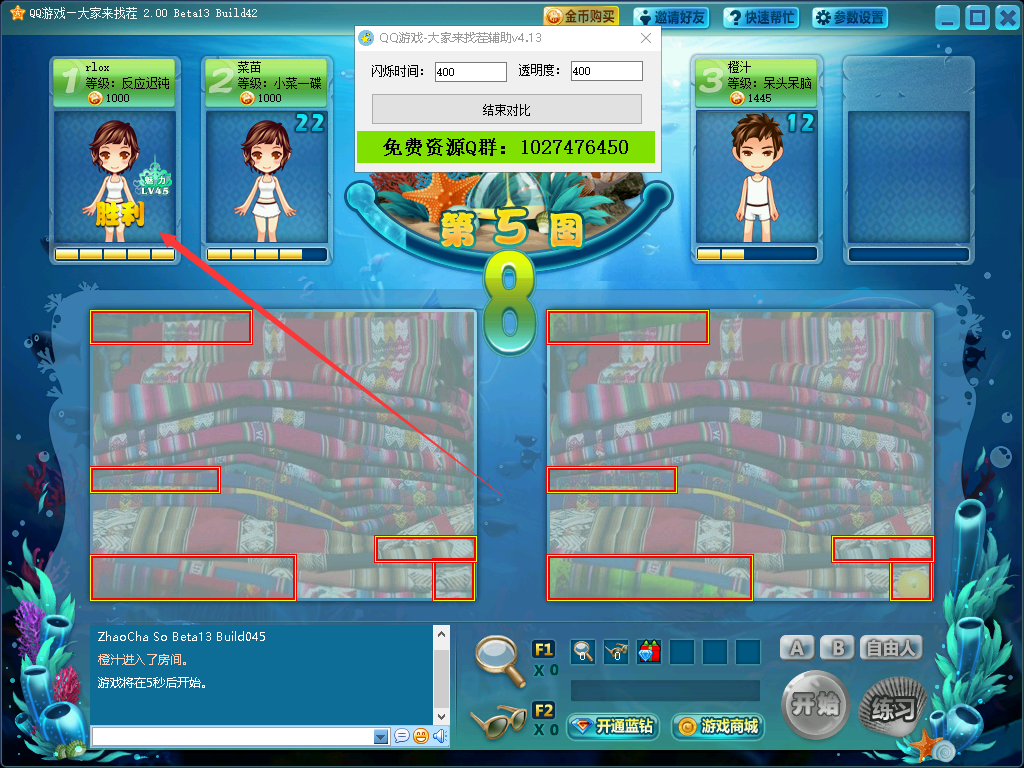 QQ游戏—大家来找茬 2.00 Beta13 Build42
金币购买
邀请好友
快速帮忙
参数设置
QQ游戏-大家来找茬辅助v4.13
闪烁时间： 400 透明度： 400
结束对比
免费资源Q群：1027476450
1 rlox
等级：反应迟钝
1000
魅力
LV45
胜利
2 菜苗
等级：小菜一碟
1000
22
3 橙汁
等级：呆头呆脑
1445
12
第5图
8
ZhaoCha So Beta13 Build045
橙汁进入了房间。
游戏将在5秒后开始。
F1
X 0
0 0
F2
X 0
开通蓝钻
游戏商城
A B 自由人
开始
练习